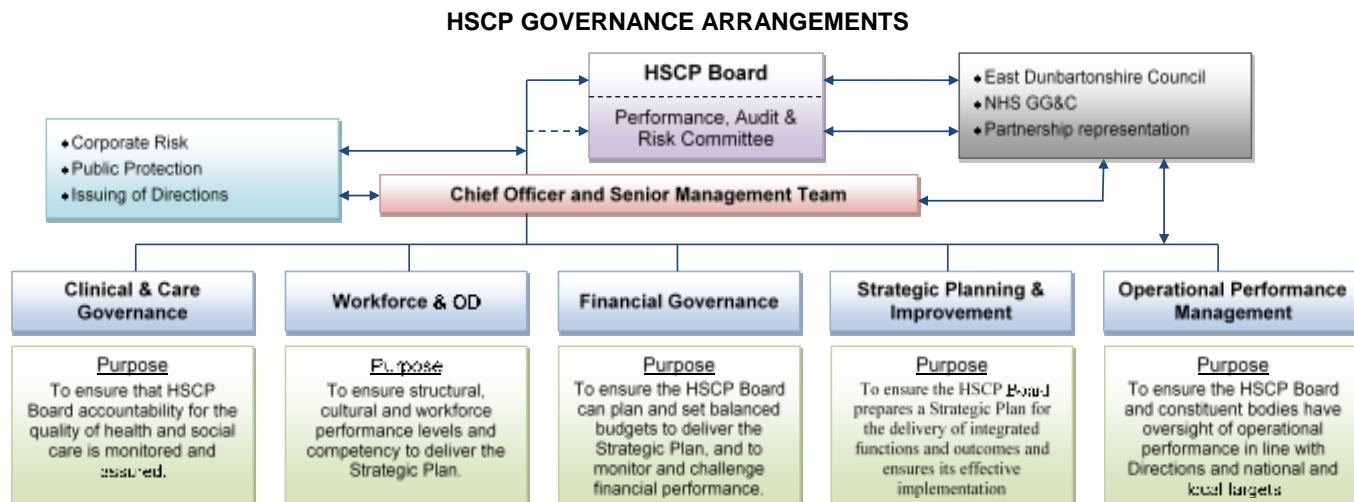 HSCP GOVERNANCE ARRANGEMENTS
HSCP Board
Performance, Audit &
Risk Committee
♦ East Dunbartonshire Council
♦ NHS GG&C
♦ Partnership representation
♦ Corporate Risk
♦ Public Protection
♦ Issuing of Directions
Chief Officer and Senior Management Team
Clinical & Care
Governance
Workforce & OD
Financial Governance
Strategic Planning &
Improvement
Operational Performance
Management
Purpose
To ensure that HSCP
Board accountability for the
quality of health and social
care is monitored and
assured.
Purpose
To ensure structural,
cultural and workforce
performance levels and
competency to deliver the
Strategic Plan.
Purpose
To ensure the HSCP Board
can plan and set balanced
budgets to deliver the
Strategic Plan, and to
monitor and challenge
financial performance.
Purpose
To ensure the HSCP Board
prepares a Strategic Plan for
the delivery of integrated
functions and outcomes and
ensures its effective
implementation
Purpose
To ensure the HSCP Board
and constituent bodies have
oversight of operational
performance in line with
Directions and national and
local targets